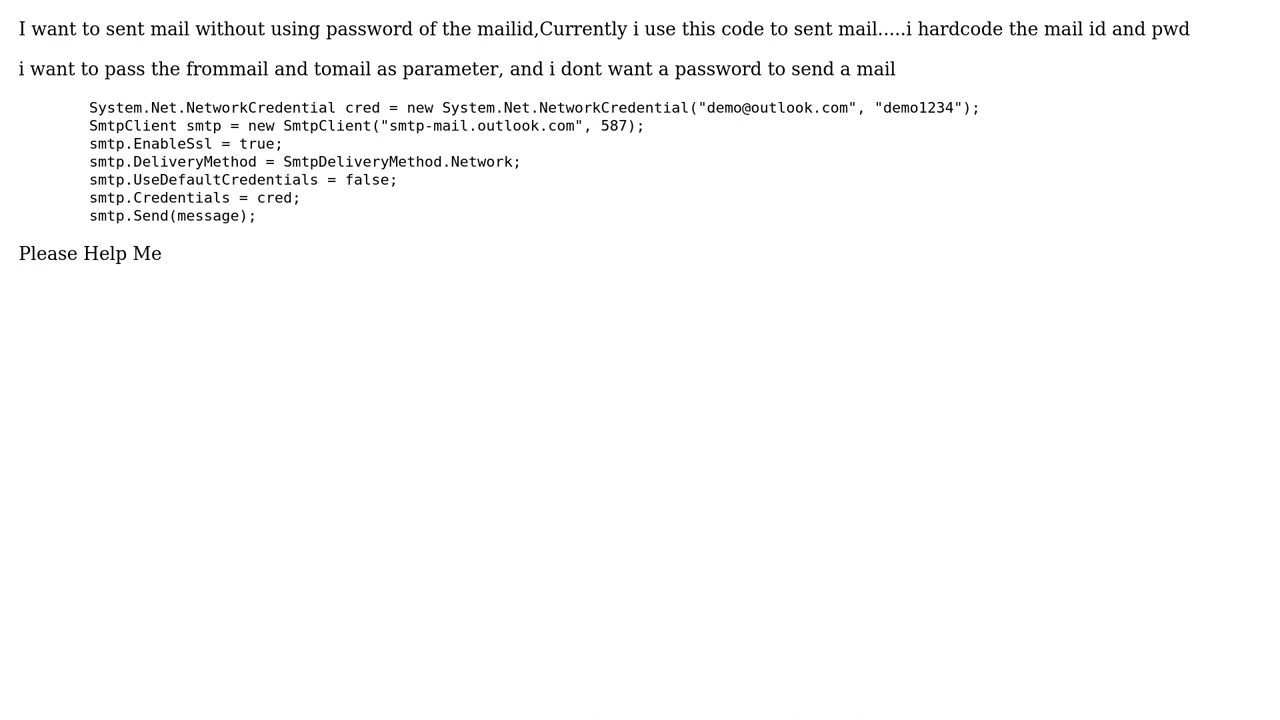 I want to sent mail without using password of the mailid,Currently i use this code to sent mail.....i hardcode the mail id and pwd
i want to pass the frommail and tomail as parameter, and i dont want a password to send a mail
System.Net.NetworkCredential cred = new System.Net.NetworkCredential("demo@outlook.com", "demo1234");
SmtpClient smtp = new SmtpClient("smtp-mail.outlook.com", 587);
smtp.EnableSsl = true;
smtp.DeliveryMethod = SmtpDeliveryMethod.Network;
smtp.UseDefaultCredentials = false;
smtp.Credentials = cred;
smtp.Send(message);
Please Help Me